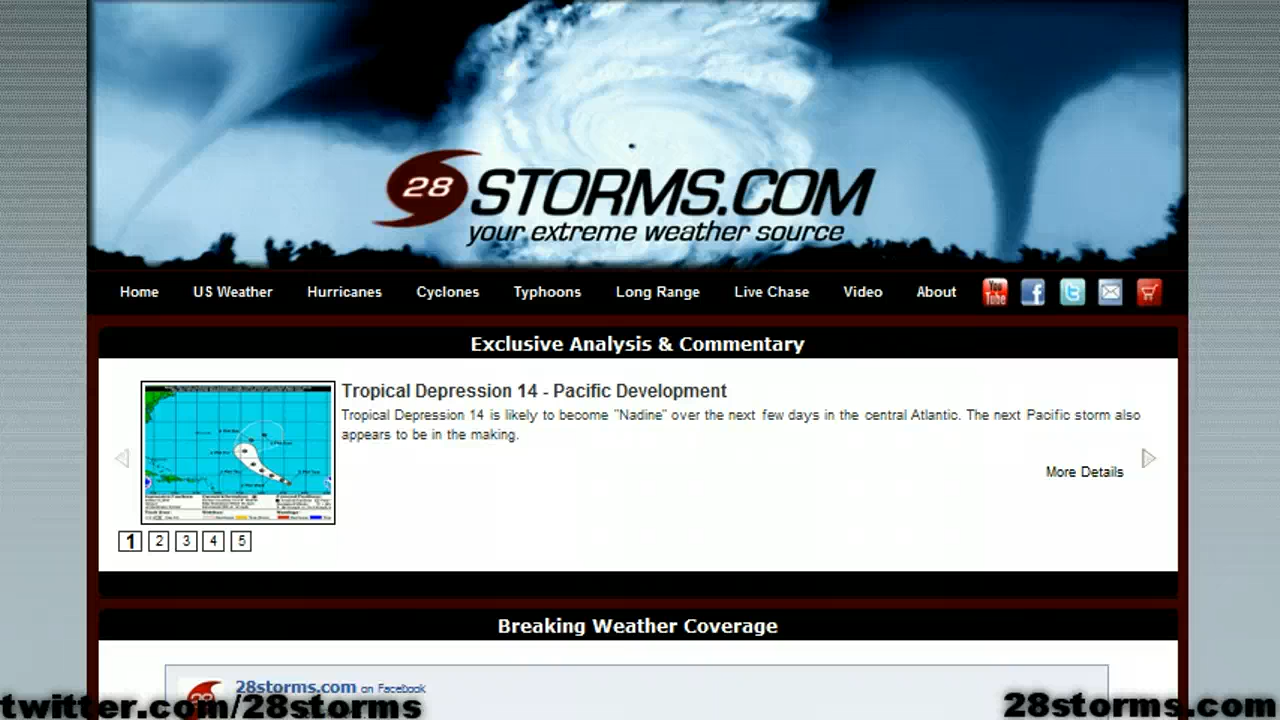 28 STORMS.COM
your extreme weather source
Home US Weather Hurricanes Cyclones Typhoons Long Range Live Chase Video About You Tube
Exclusive Analysis & Commentary
Tropical Depression 14 - Pacific Development
Tropical Depression 14 is likely to become "Nadine" over the next few days in the central Atlantic. The next Pacific storm also
appears to be in the making.
More Details
1 2 3 4 5
Breaking Weather Coverage
28storms.com on Facebook
twitter.com/28storms
28storms.com